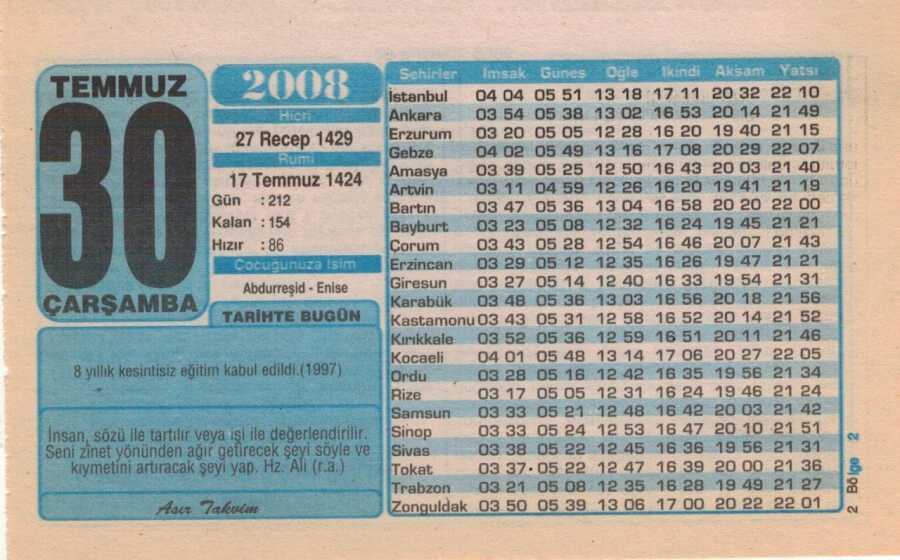 TEMMUZ
30
ÇARŞAMBA
2008
Hicri
27 Recep 1429
Rumi
17 Temmuz 1424
Gün : 212
Kalan : 154
Hızır : 86
Çocuğunuza İsim
Abdurreşid - Enise
TARİHTE BUGÜN
8 yıllık kesintisiz eğitim kabul edildi.(1997)
İnsan, sözü ile tartılır veya işi ile değerlendirilir.
Seni zinet yönünden ağır getirecek şeyi söyle ve
kıymetini artıracak şeyi yap. Hz. Ali (r.a.)
Asır Takvim
Şehirler İmsak Güneş Öğle İkindi Akşam Yatsı
İstanbul 04 04 05 51 13 18 17 11 20 32 22 10
Ankara 03 54 05 38 13 02 16 53 20 14 21 49
Erzurum 03 20 05 05 12 28 16 20 19 40 21 15
Gebze 04 02 05 49 13 16 17 08 20 29 22 07
Amasya 03 39 05 25 12 50 16 43 20 03 21 40
Artvin 03 11 04 59 12 26 16 20 19 41 21 19
Bartın 03 47 05 36 13 04 16 58 20 20 22 00
Bayburt 03 23 05 08 12 32 16 24 19 45 21 21
Çorum 03 43 05 28 12 54 16 46 20 07 21 43
Erzincan 03 29 05 12 12 35 16 26 19 47 21 21
Giresun 03 27 05 14 12 40 16 33 19 54 21 31
Karabük 03 48 05 36 13 03 16 56 20 18 21 56
Kastamonu 03 43 05 31 12 58 16 52 20 14 21 52
Kırıkkale 03 52 05 36 12 59 16 51 20 11 21 46
Kocaeli 04 01 05 48 13 14 17 06 20 27 22 05
Ordu 03 28 05 16 12 42 16 35 19 56 21 34
Rize 03 17 05 05 12 31 16 24 19 46 21 24
Samsun 03 33 05 21 12 48 16 42 20 03 21 42
Sinop 03 33 05 24 12 53 16 47 20 10 21 51
Sivas 03 38 05 22 12 45 16 36 19 56 21 31
Tokat 03 37 05 22 12 47 16 39 20 00 21 36
Trabzon 03 21 05 08 12 35 16 28 19 49 21 27
Zonguldak 03 50 05 39 13 06 17 00 20 22 22 01
2 Bölge 2